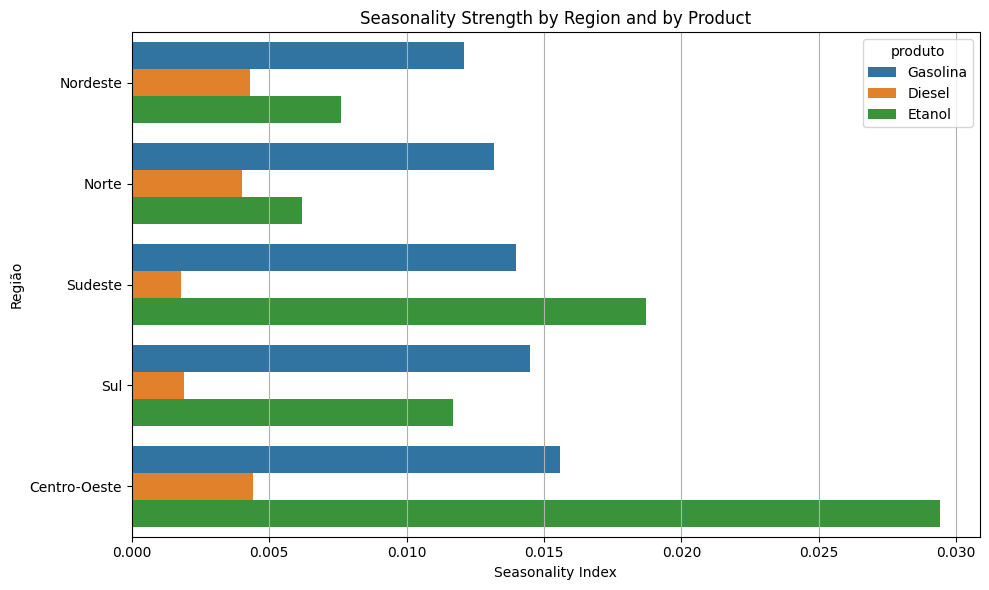 Seasonality Strength by Region and by Product
produto
Gasolina
Diesel
Etanol
Nordeste
Norte
Sudeste
Sul
Centro-Oeste
Região
0.000 0.005 0.010 0.015 0.020 0.025 0.030
Seasonality Index